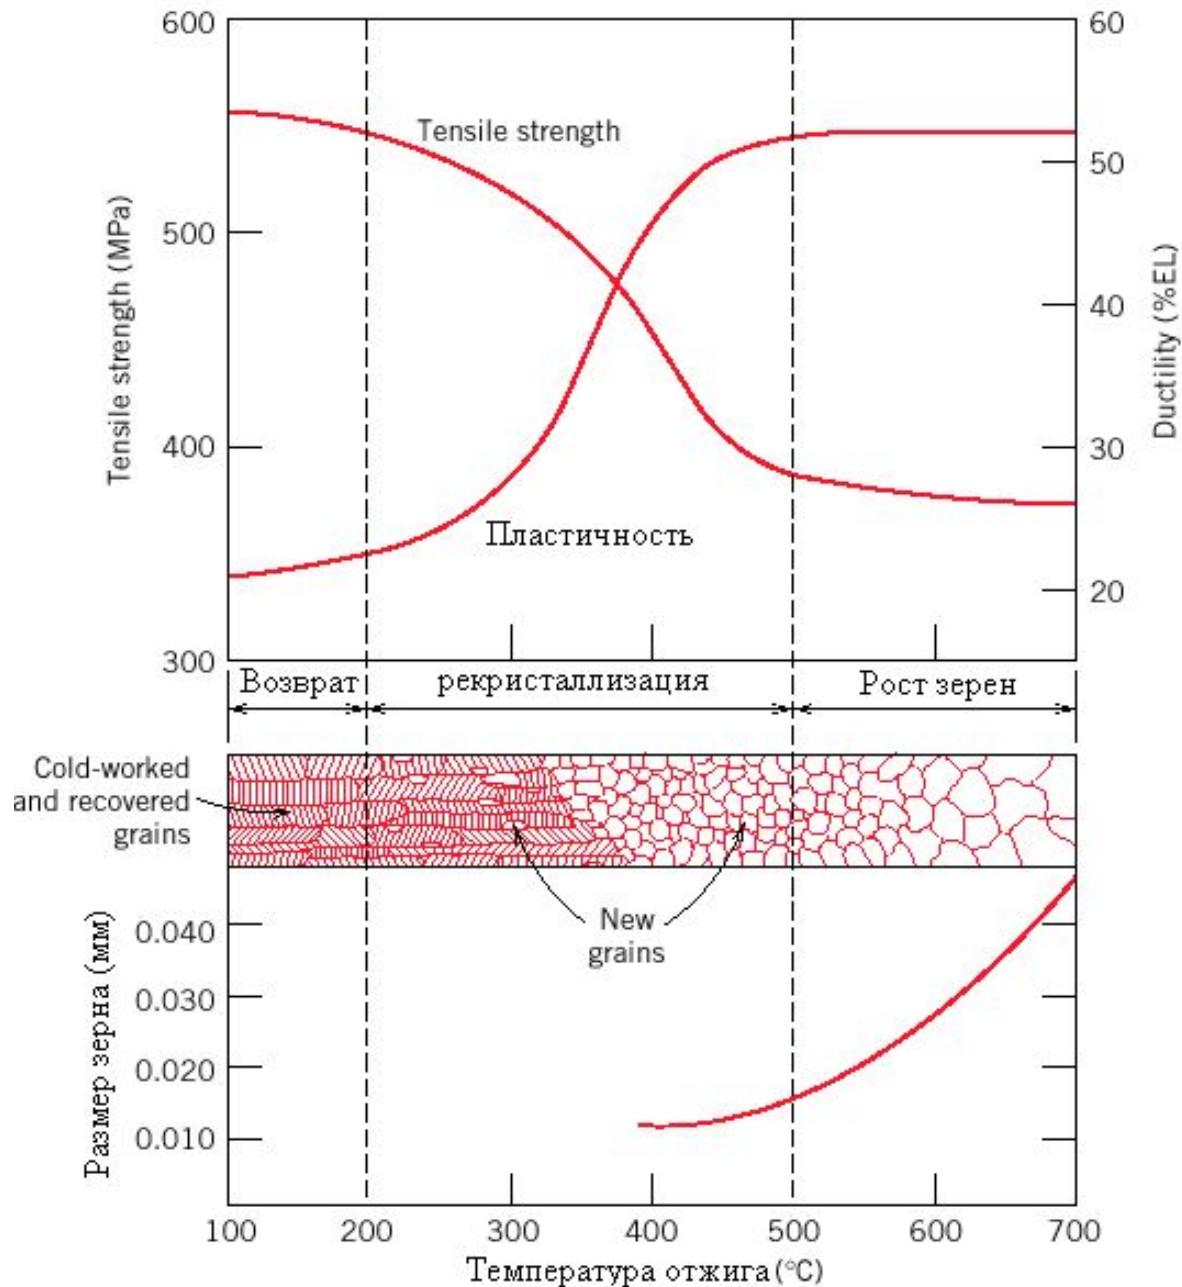 600
60
Tensile strength
50
500
Tensile strength (MPa)
Ductility (%EL)
40
400
30
Пластичность
20
300
Возврат
рекристаллизация
Рост зерен
Cold-worked
and recovered
grains
New
grains
Размер зерна (мм)
0.040
0.030
0.020
0.010
100
200
300
400
500
600
700
Температура отжига (°C)